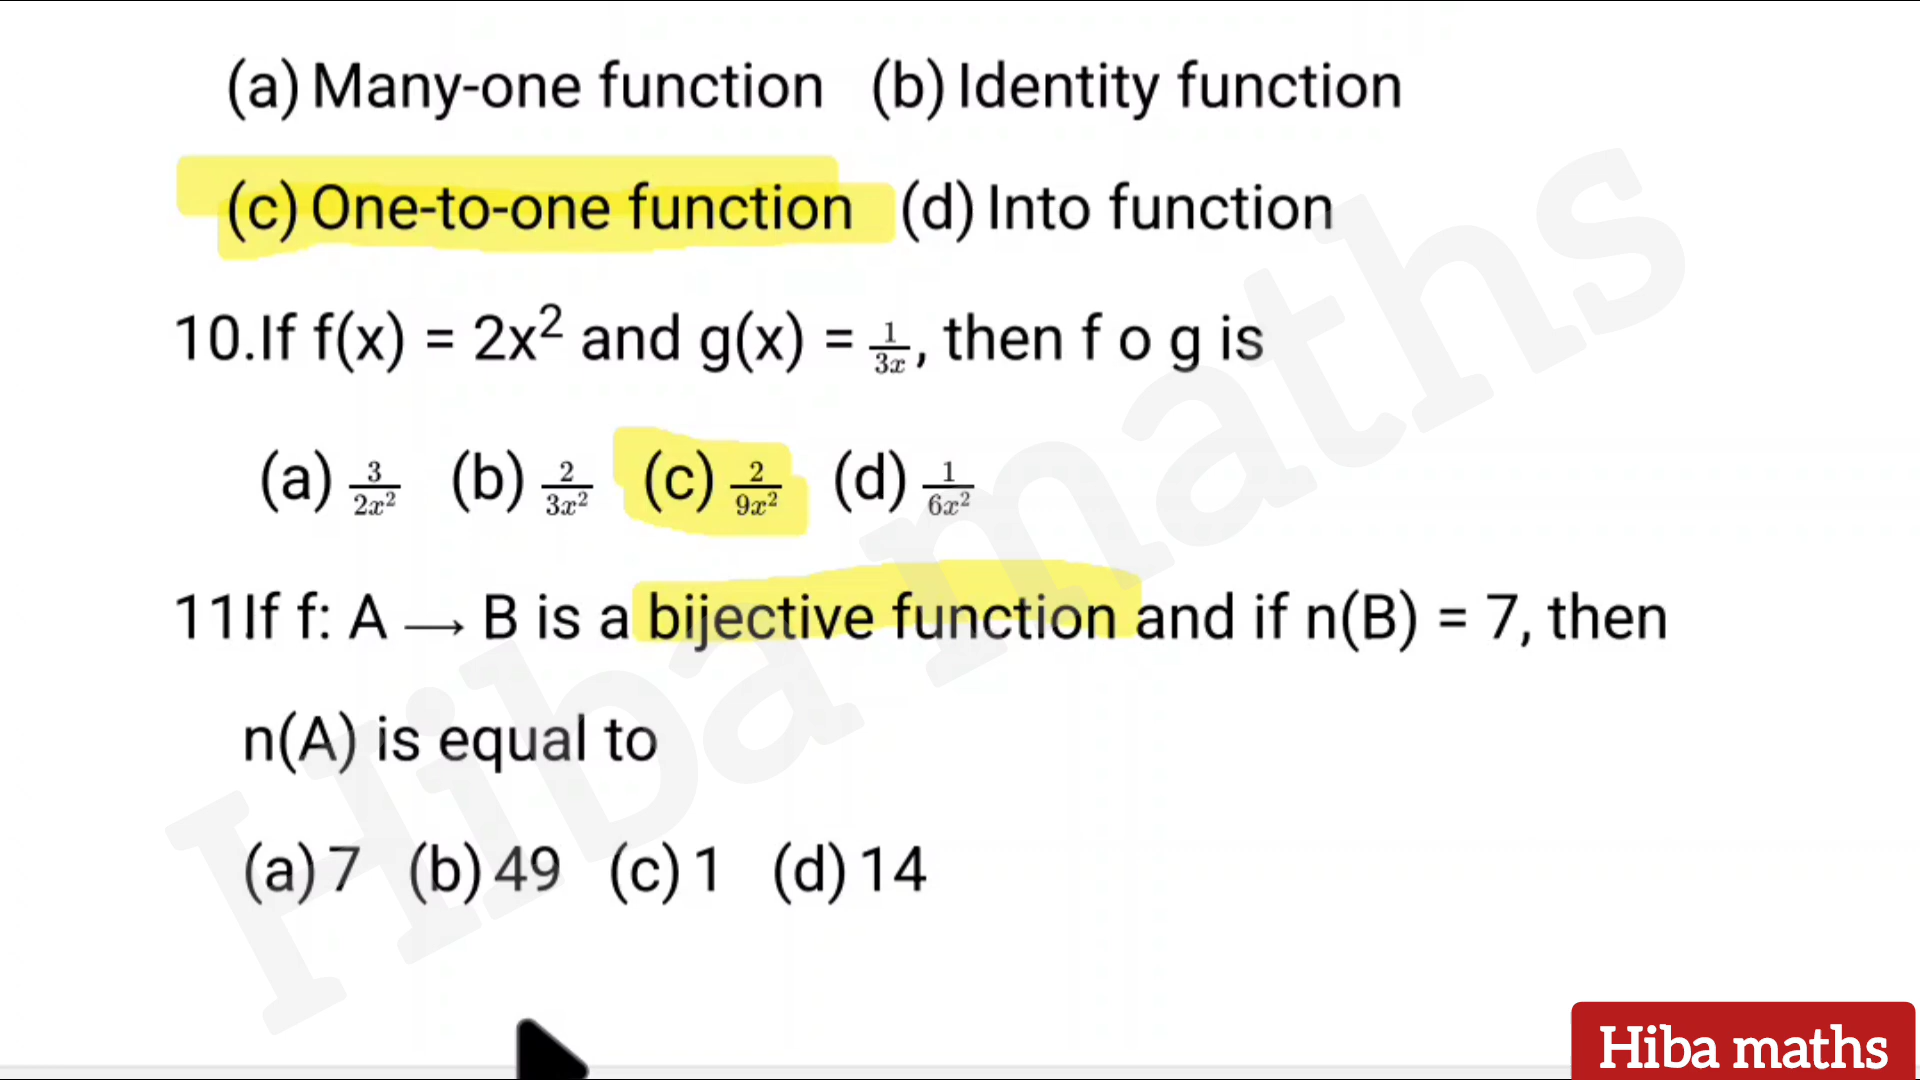 (a) Many-one function (b) Identity function
(c) One-to-one function (d) Into function
10.If f(x) = 2x² and g(x) = 1/3x, then f o g is
(a) 3/2x² (b) 2/3x² (c) 2/9x² (d) 1/6x²
11If f: A → B is a bijective function and if n(B) = 7, then
n(A) is equal to
(a) 7 (b) 49 (c) 1 (d) 14
Hiba maths
Hiba maths